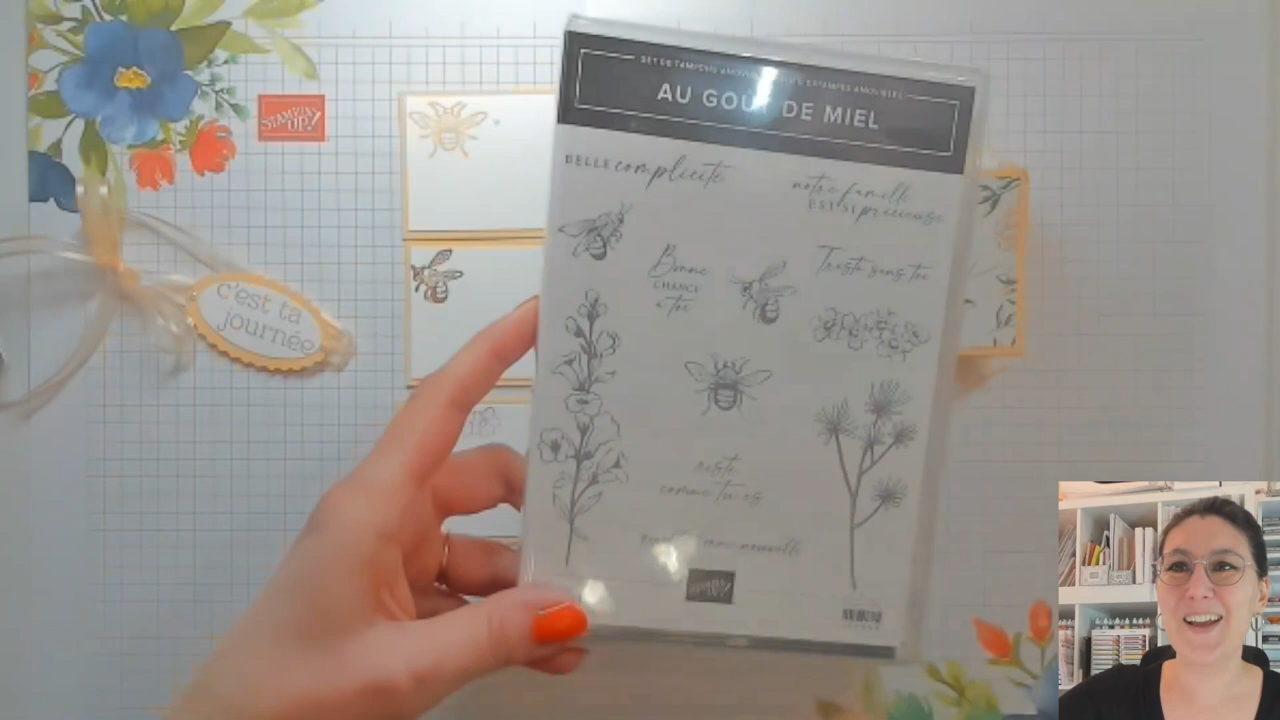 STAMPIN' UP!
AU GOUT DE MIEL
BELLE complicité
notre famille
EST SI précieuse
Bonne
CHANCE
à toi
Triste sans toi
reste
comme tu es
c'est ta
journée